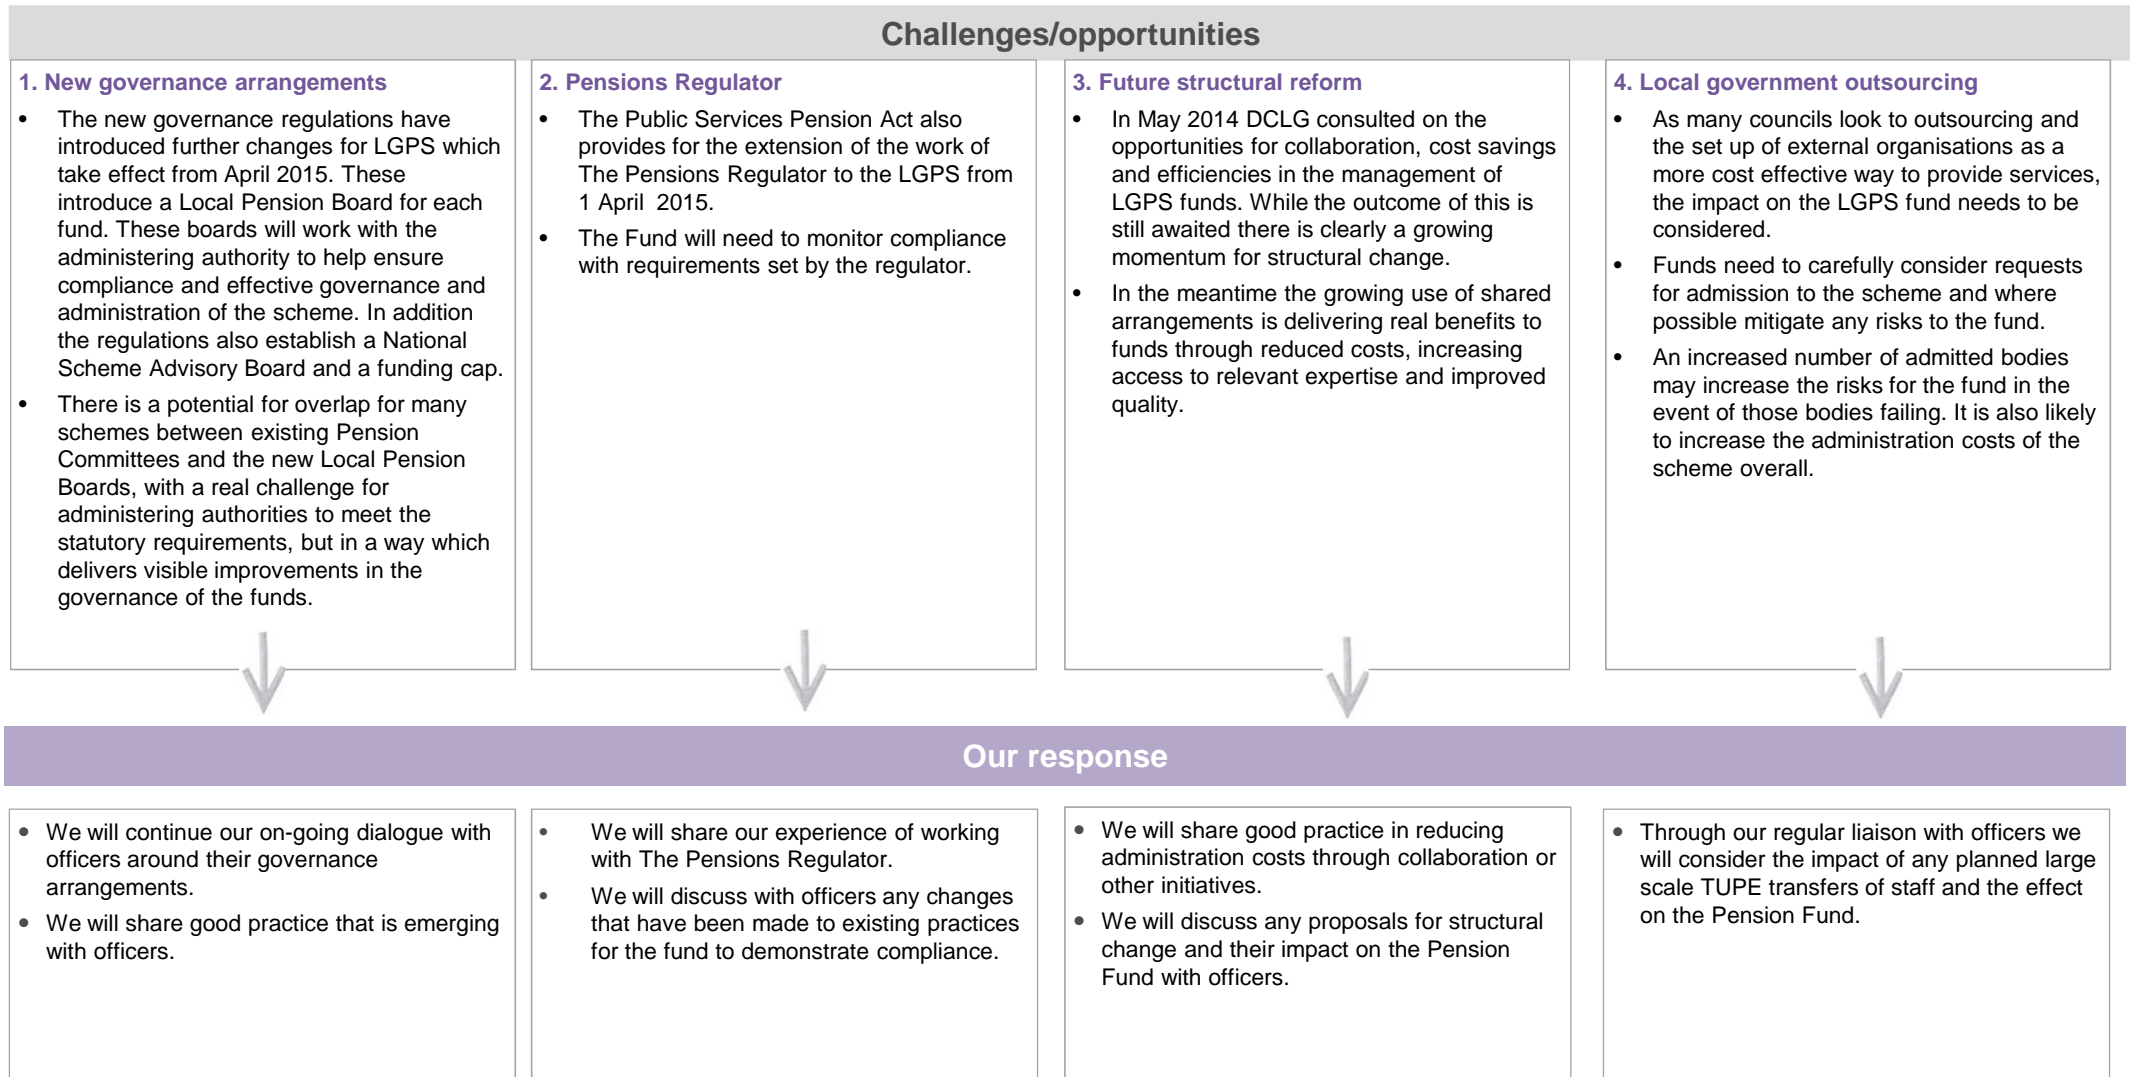 Challenges/opportunities
1. New governance arrangements
• The new governance regulations have
introduced further changes for LGPS which
take effect from April 2015. These
introduce a Local Pension Board for each
fund. These boards will work with the
administering authority to help ensure
compliance and effective governance and
administration of the scheme. In addition
the regulations also establish a National
Scheme Advisory Board and a funding cap.
• There is a potential for overlap for many
schemes between existing Pension
Committees and the new Local Pension
Boards, with a real challenge for
administering authorities to meet the
statutory requirements, but in a way which
delivers visible improvements in the
governance of the funds.
2. Pensions Regulator
• The Public Services Pension Act also
provides for the extension of the work of
The Pensions Regulator to the LGPS from
1 April 2015.
• The Fund will need to monitor compliance
with requirements set by the regulator.
3. Future structural reform
• In May 2014 DCLG consulted on the
opportunities for collaboration, cost savings
and efficiencies in the management of
LGPS funds. While the outcome of this is
still awaited there is clearly a growing
momentum for structural change.
• In the meantime the growing use of shared
arrangements is delivering real benefits to
funds through reduced costs, increasing
access to relevant expertise and improved
quality.
4. Local government outsourcing
• As many councils look to outsourcing and
the set up of external organisations as a
more cost effective way to provide services,
the impact on the LGPS fund needs to be
considered.
• Funds need to carefully consider requests
for admission to the scheme and where
possible mitigate any risks to the fund.
• An increased number of admitted bodies
may increase the risks for the fund in the
event of those bodies failing. It is also likely
to increase the administration costs of the
scheme overall.
Our response
• We will continue our on-going dialogue with
officers around their governance
arrangements.
• We will share good practice that is emerging
with officers.
• We will share our experience of working
with The Pensions Regulator.
• We will discuss with officers any changes
that have been made to existing practices
for the fund to demonstrate compliance.
• We will share good practice in reducing
administration costs through collaboration or
other initiatives.
• We will discuss any proposals for structural
change and their impact on the Pension
Fund with officers.
• Through our regular liaison with officers we
will consider the impact of any planned large
scale TUPE transfers of staff and the effect
on the Pension Fund.